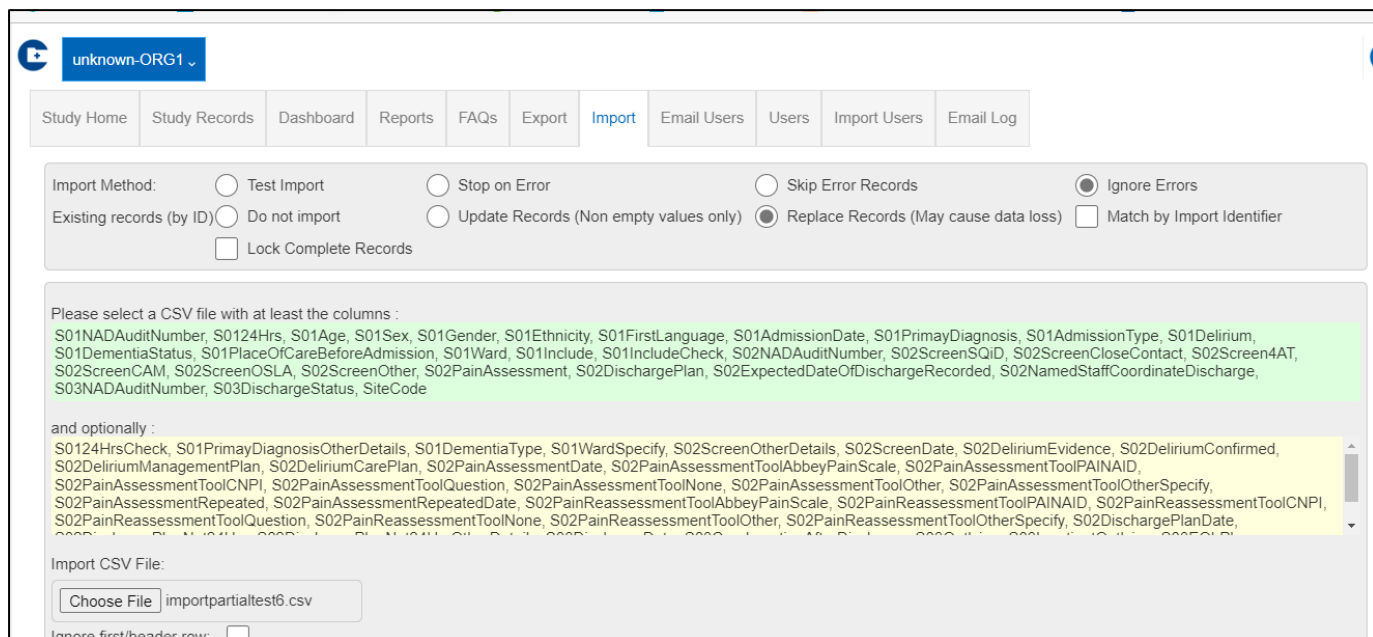 unknown-ORG1
Study Home Study Records Dashboard Reports FAQs Export Import Email Users Users Import Users Email Log
Import Method: Test Import Stop on Error Skip Error Records Ignore Errors
Existing records (by ID) Do not import Update Records (Non empty values only) Replace Records (May cause data loss) Match by Import Identifier
Lock Complete Records
Please select a CSV file with at least the columns :
S01NADAuditNumber, S0124Hrs, S01Age, S01Sex, S01Gender, S01Ethnicity, S01FirstLanguage, S01AdmissionDate, S01PrimayDiagnosis, S01AdmissionType, S01Delirium,
S01DementiaStatus, S01PlaceOfCareBeforeAdmission, S01Ward, S01Include, S01IncludeCheck, S02NADAuditNumber, S02ScreenSQiD, S02ScreenCloseContact, S02Screen4AT,
S02ScreenCAM, S02ScreenOSLA, S02ScreenOther, S02PainAssessment, S02DischargePlan, S02ExpectedDateOfDischargeRecorded, S02NamedStaffCoordinateDischarge,
S03NADAuditNumber, S03DischargeStatus, SiteCode
and optionally :
S0124HrsCheck, S01PrimayDiagnosisOtherDetails, S01DementiaType, S01WardSpecify, S02ScreenOtherDetails, S02ScreenDate, S02DeliriumEvidence, S02DeliriumConfirmed,
S02DeliriumManagementPlan, S02DeliriumCarePlan, S02PainAssessmentDate, S02PainAssessmentToolAbbeyPainScale, S02PainAssessmentToolPAINAID,
S02PainAssessmentToolCNPI, S02PainAssessmentToolQuestion, S02PainAssessmentToolNone, S02PainAssessmentToolOther, S02PainAssessmentToolOtherSpecify,
S02PainAssessmentRepeated, S02PainAssessmentRepeatedDate, S02PainReassessmentToolAbbeyPainScale, S02PainReassessmentToolPAINAID, S02PainReassessmentToolCNPI,
S02PainReassessmentToolQuestion, S02PainReassessmentToolNone, S02PainReassessmentToolOther, S02PainReassessmentToolOtherSpecify, S02DischargePlanDate,
Import CSV File:
Choose File importpartialtest6.csv
Ignore first/header row: